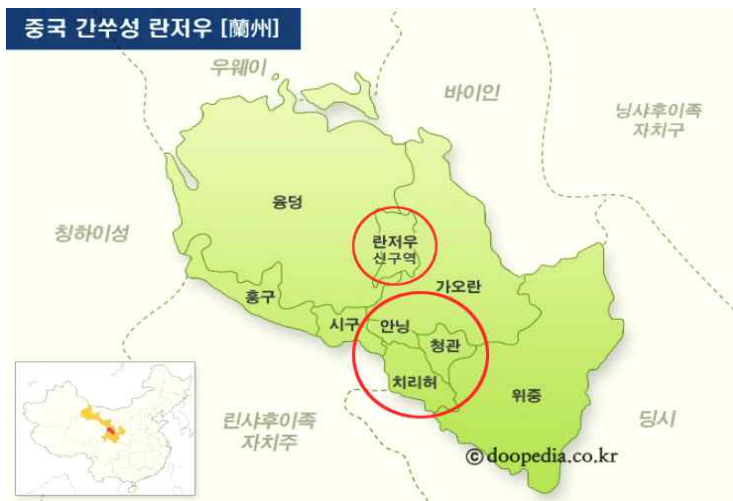 중국 간쑤성 란저우 [蘭州]
우웨이
바이인
닝샤후이족
자치구
융덩
칭하이성
란저우
신구역
가오란
훙구
시구
안닝
청관
치리허
위중
린샤후이족
자치주
딩시
© doopedia.co.kr